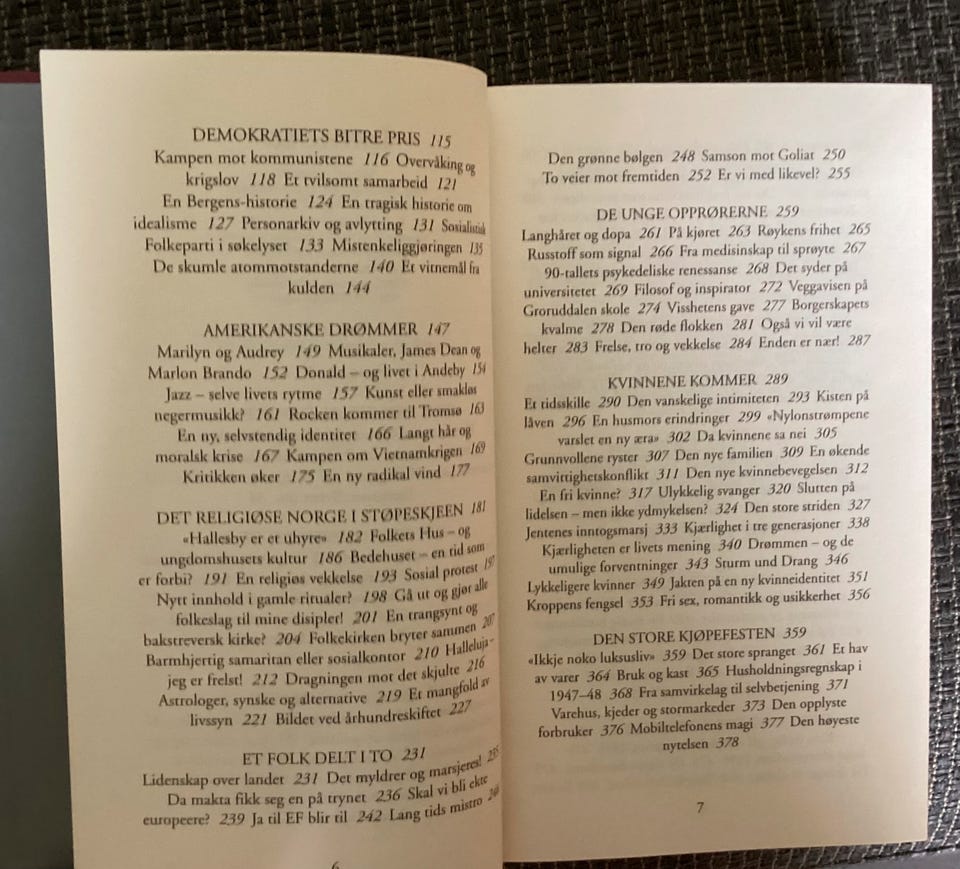 DEMOKRATIETS BITRE PRIS 115
Kampen mot kommunistene 116 Overvåking og
krigslov 118 Et tvilsomt samarbeid 121
En Bergens-historie 124 En tragisk historie om
idealisme 127 Personarkiv og avlytting 131 Sosialistisk
Folkeparti i søkelyset 133 Mistenkeliggjøringen 135
De skumle atommotstanderne 140 Et vitnemål fra
kulden 144
AMERIKANSKE DRØMMER 147
Marilyn og Audrey 149 Musikaler, James Dean og
Marlon Brando 152 Donald – og livet i Andeby 154
Jazz – selve livets rytme 157 Kunst eller smakløs
negermusikk? 161 Rocken kommer til Tromsø 163
En ny, selvstendig identitet 166 Langt hår og
moralsk krise 167 Kampen om Vietnamkrigen 169
Kritikken øker 175 En ny radikal vind 177
DET RELIGIØSE NORGE I STØPESKJEEN 181
«Hallesby er et uhyre» 182 Folkets Hus – og
ungdomshusets kultur 186 Bedehuset – en tid som
er forbi? 191 En religiøs vekkelse 193 Sosial protest 197
Nytt innhold i gamle ritualer? 198 Gå ut og gjør alle
folkeslag til mine disipler! 201 En trangsynt og
bakstreversk kirke? 204 Folkekirken bryter sammen 207
Barmhjertig samaritan eller sosialkontor 210 Halleluja –
jeg er frelst! 212 Dragningen mot det skjulte 216
Astrologer, synske og alternative 219 Et mangfold av
livssyn 221 Bildet ved århundreskiftet 227
ET FOLK DELT I TO 231
Lidenskap over landet 231 Det myldrer og marsjeres! 235
Da makta fikk seg en på trynet 236 Skal vi bli ekte
europeere? 239 Ja til EF blir til 242 Lang tids mistro
6
Den grønne bølgen 248 Samson mot Goliat 250
To veier mot fremtiden 252 Er vi med likevel? 255
DE UNGE OPPRØRERNE 259
Langhåret og dopa 261 På kjøret 263 Røykens frihet 265
Russtoff som signal 266 Fra medisinskap til sprøyte 267
90-tallets psykedeliske renessanse 268 Det syder på
universitetet 269 Filosof og inspirator 272 Veggavisen på
Groruddalen skole 274 Visshetens gave 277 Borgerskapets
kvalme 278 Den røde flokken 281 Også vi vil være
helter 283 Frelse, tro og vekkelse 284 Enden er nær! 287
KVINNENE KOMMER 289
Et tidsskille 290 Den vanskelige intimiteten 293 Kisten på
låven 296 En husmors erindringer 299 «Nylonstrømpene
varslet en ny æra» 302 Da kvinnene sa nei 305
Grunnvollene ryster 307 Den nye familien 309 En økende
samvittighetskonflikt 311 Den nye kvinnebevegelsen 312
En fri kvinne? 317 Ulykkelig svanger 320 Slutten på
lidelsen – men ikke ydmykelsen? 324 Den store striden 327
Jentenes inntogsmarsj 333 Kjærlighet i tre generasjoner 338
Kjærligheten er livets mening 340 Drømmen – og de
umulige forventninger 343 Sturm und Drang 346
Lykkeligere kvinner 349 Jakten på en ny kvinneidentitet 351
Kroppens fengsel 353 Fri sex, romantikk og usikkerhet 356
DEN STORE KJØPEFESTEN 359
«Ikkje noko luksusliv» 359 Det store spranget 361 Et hav
av varer 364 Bruk og kast 365 Husholdningsregnskap i
1947–48 368 Fra samvirkelag til selvbetjening 371
Varehus, kjeder og stormarkeder 373 Den opplyste
forbruker 376 Mobiltelefonens magi 377 Den høyeste
nytelsen 378
7